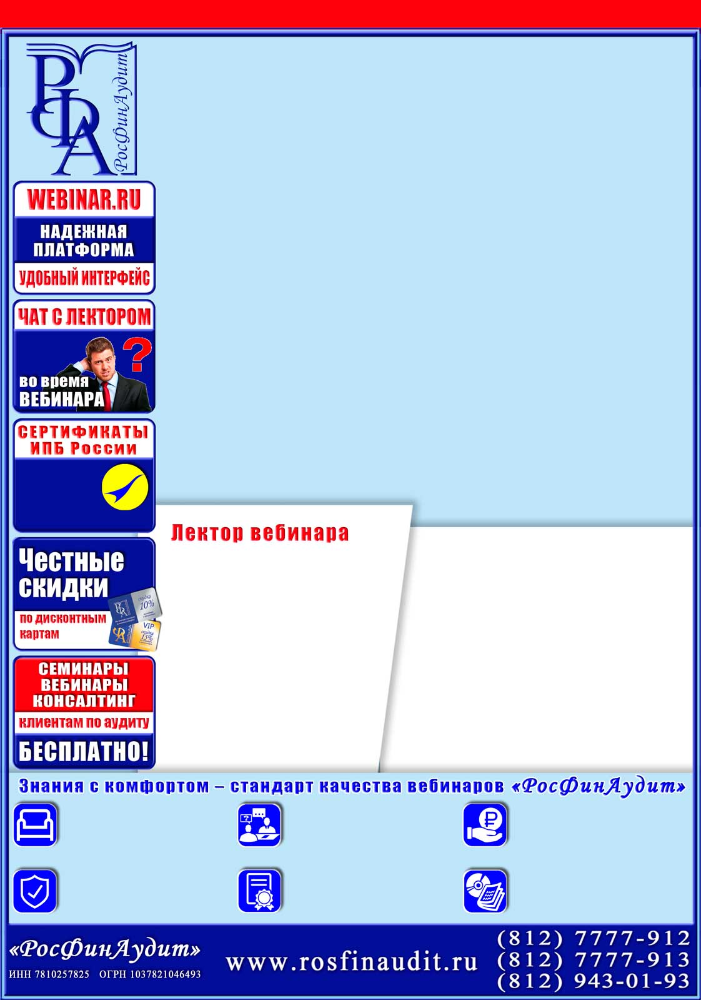 РФА
РосФинАудит
WEBINAR.RU
НАДЕЖНАЯ
ПЛАТФОРМА
УДОБНЫЙ ИНТЕРФЕЙС
ЧАТ С ЛЕКТОРОМ
?
во время
ВЕБИНАРА
СЕРТИФИКАТЫ
ИПБ России
Честные
скидки
РФА
скидка
10%
VIP
скидка
15%
по дисконтным
картам
СЕМИНАРЫ
ВЕБИНАРЫ
КОНСАЛТИНГ
клиентам по аудиту
БЕСПЛАТНО!
Лектор вебинара
Знания с комфортом – стандарт качества вебинаров «РосФинАудит»
«РосФинАудит»
ИНН 7810257825 ОГРН 1037821046493
www.rosfinaudit.ru
(812) 7777-912
(812) 7777-913
(812) 943-01-93